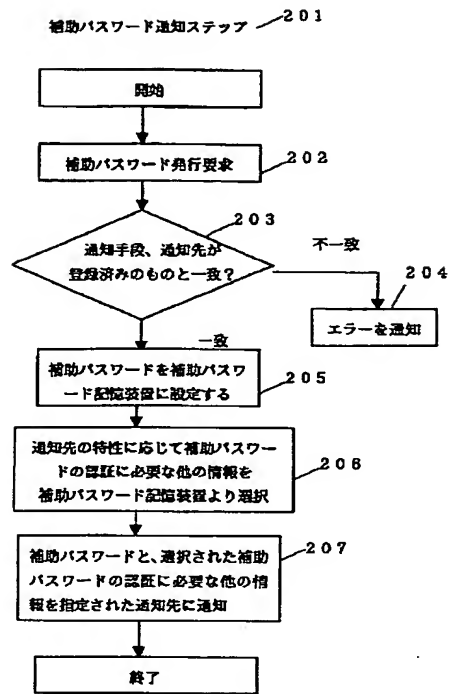 補助パスワード通知ステップ
201
開始
補助パスワード発行要求
202
203
通知手段、通知先が
登録済みのものと一致？
不一致
204
エラーを通知
一致
補助パスワードを補助パスワ
ード記憶装置に設定する
205
通知先の特性に応じて補助パスワー
ドの認証に必要な他の情報を
補助パスワード記憶装置より選択
206
補助パスワードと、選択された補助
パスワードの認証に必要な他の情
報を指定された通知先に通知
207
終了